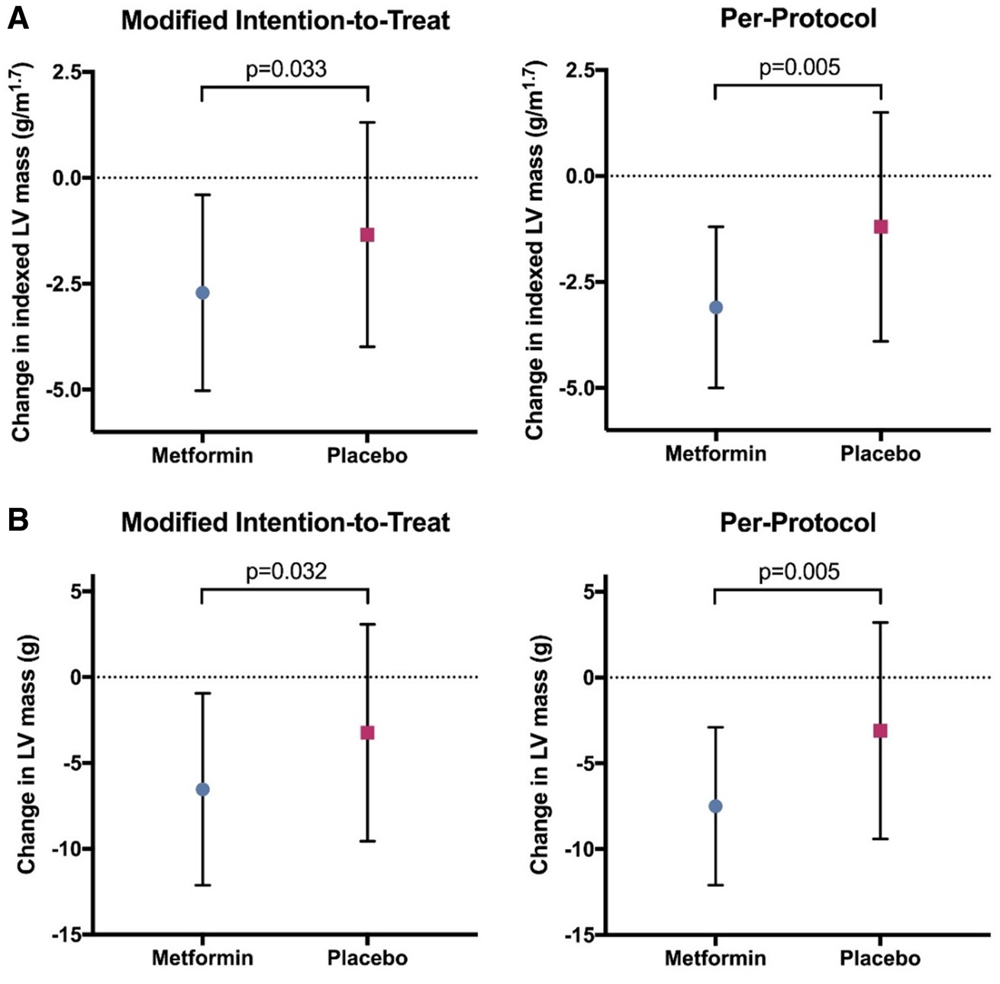 A
Modified Intention-to-Treat
p=0.033
Change in indexed LV mass (g/m^1.7)
2.5
0.0
-2.5
-5.0
Metformin Placebo
Per-Protocol
p=0.005
Change in indexed LV mass (g/m^1.7)
2.5
0.0
-2.5
-5.0
Metformin Placebo
B
Modified Intention-to-Treat
p=0.032
Change in LV mass (g)
5
0
-5
-10
-15
Metformin Placebo
Per-Protocol
p=0.005
Change in LV mass (g)
5
0
-5
-10
-15
Metformin Placebo